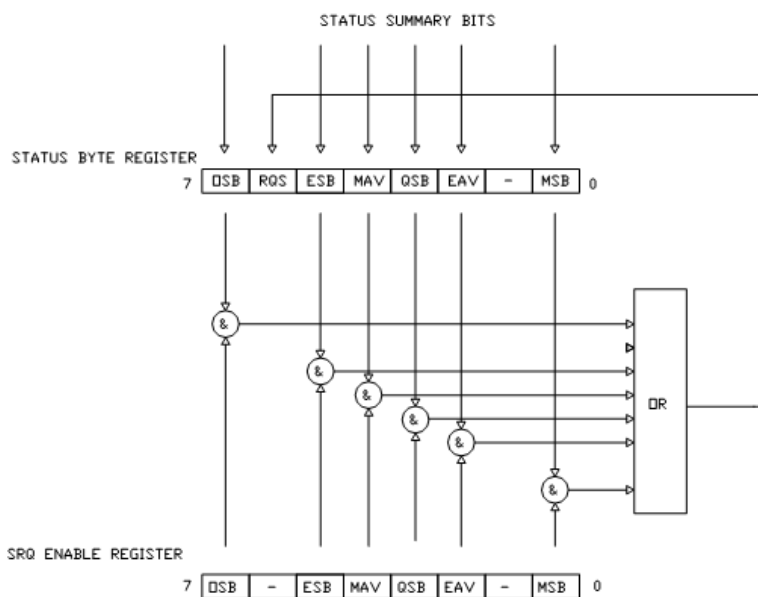 STATUS SUMMARY BITS
STATUS BYTE REGISTER
7 OSB RQS ESB MAV QSB EAV - MSB 0
&
&
&
&
&
&
OR
SRQ ENABLE REGISTER
7 OSB - ESB MAV QSB EAV - MSB 0